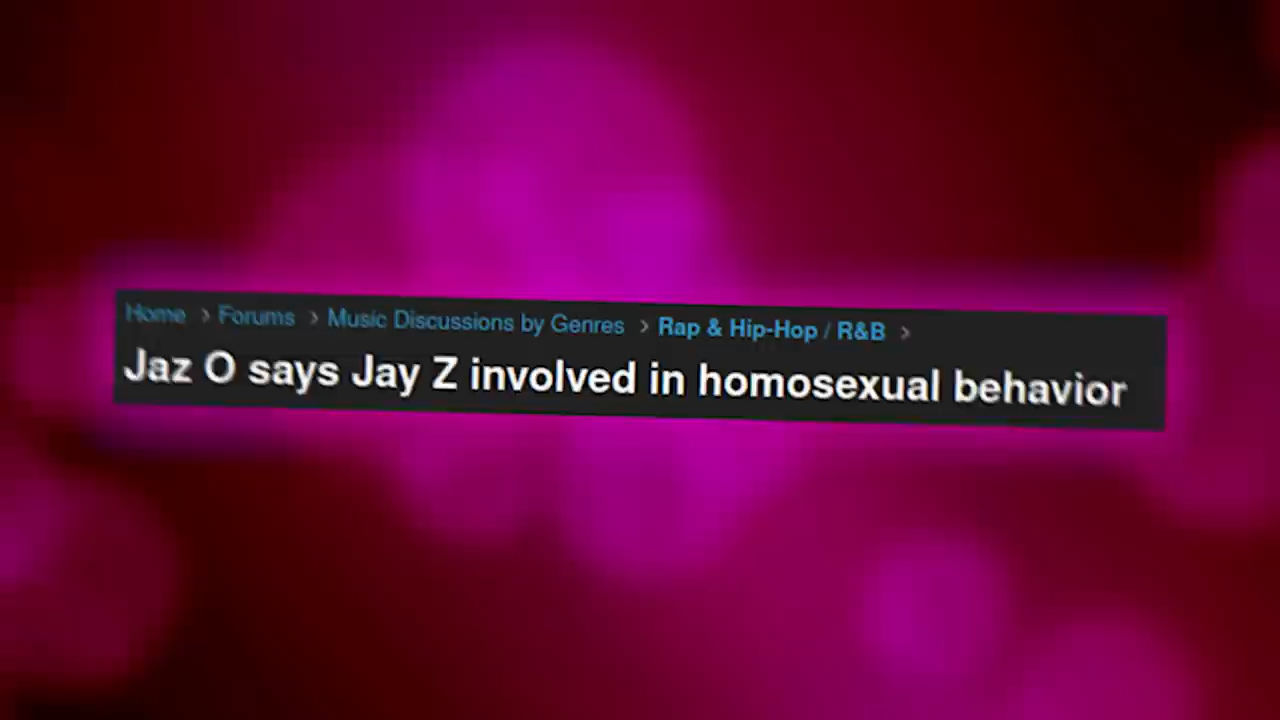 Home > Forums > Music Discussions by Genres > Rap & Hip-Hop / R&B >
Jaz O says Jay Z involved in homosexual behavior